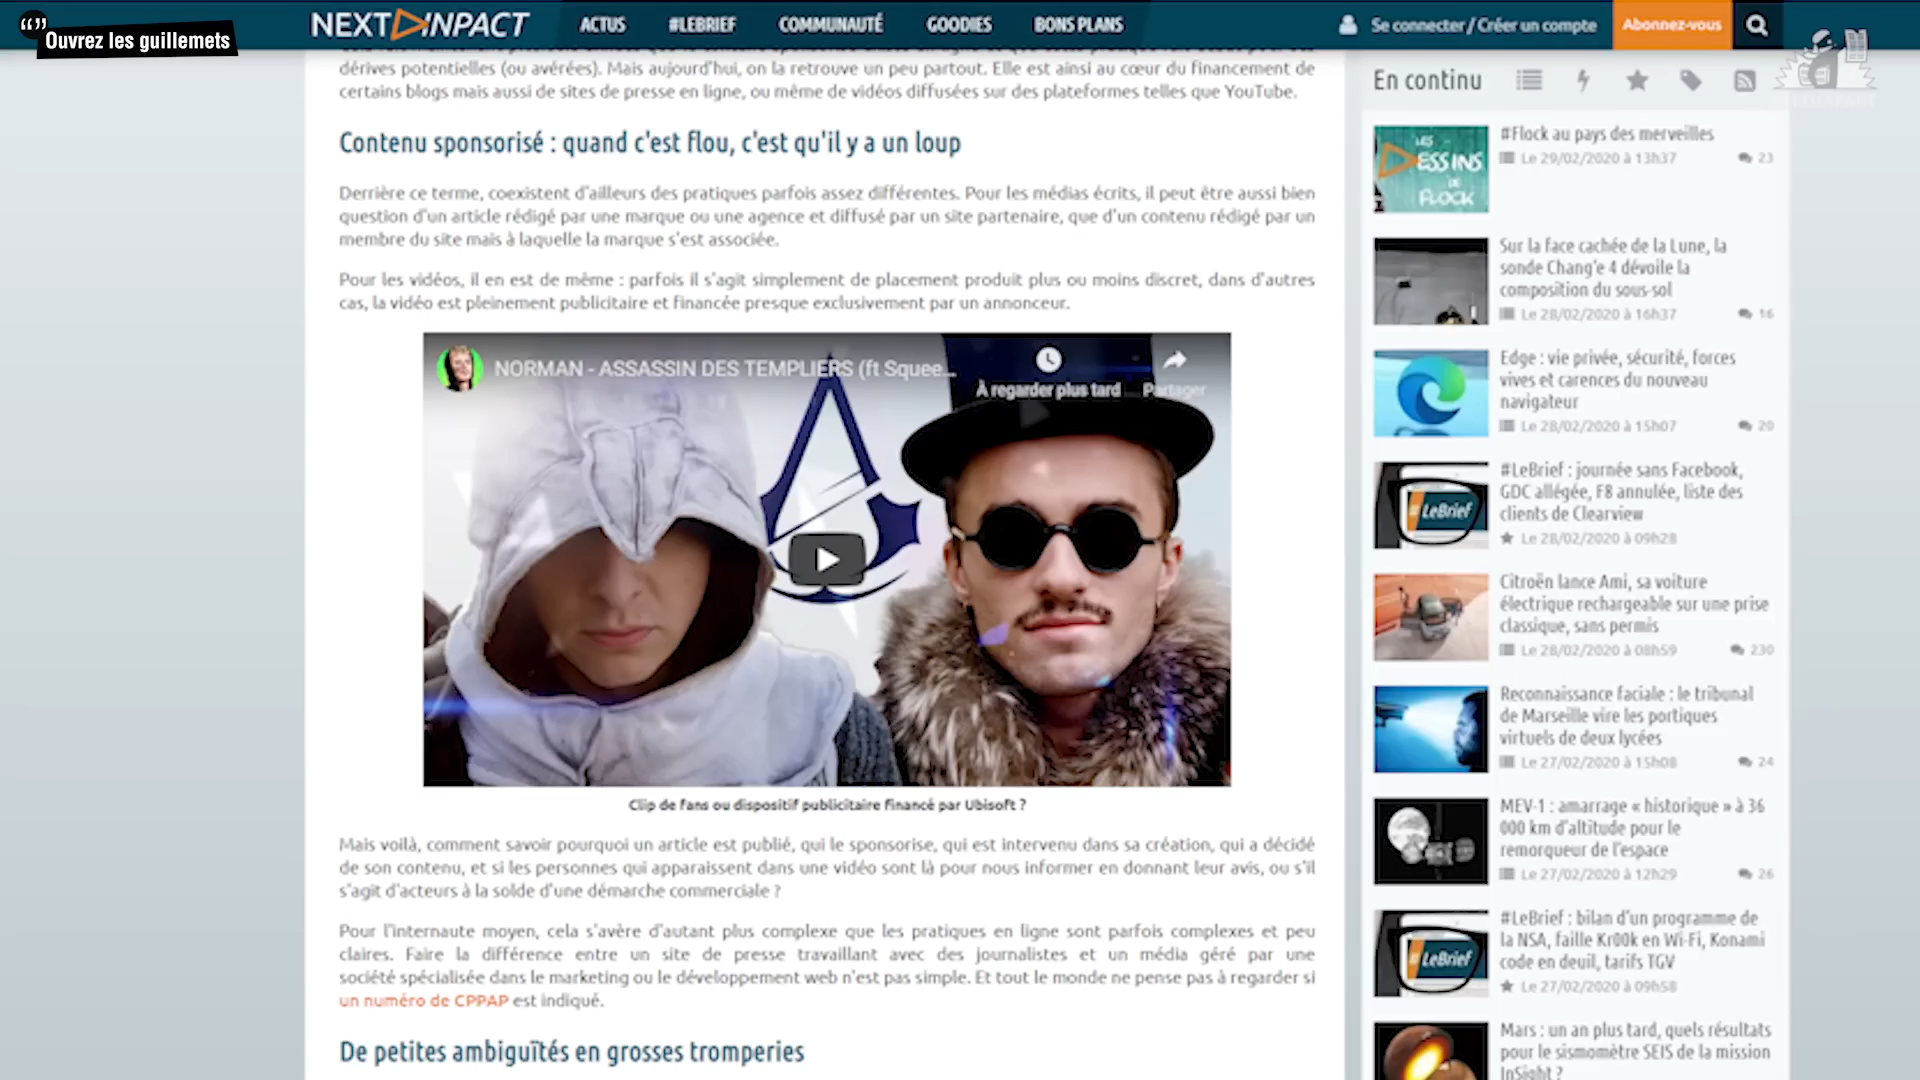 Ouvrez les guillemets
NEXT INPACT
ACTUS
#LEBRIEF
COMMUNAUTÉ
GOODIES
BONS PLANS
Se connecter / Créer un compte
Abonnez-vous
dérives potentielles (ou avérées). Mais aujourd'hui, on la retrouve un peu partout. Elle est ainsi au cœur du financement de
certains blogs mais aussi de sites de presse en ligne, ou même de vidéos diffusées sur des plateformes telles que YouTube.
Contenu sponsorisé : quand c'est flou, c'est qu'il y a un loup
Derrière ce terme, coexistent d'ailleurs des pratiques parfois assez différentes. Pour les médias écrits, il peut être aussi bien
question d'un article rédigé par une marque ou une agence et diffusé par un site partenaire, que d'un contenu rédigé par un
membre du site mais à laquelle la marque s'est associée.
Pour les vidéos, il en est de même : parfois il s'agit simplement de placement produit plus ou moins discret, dans d'autres
cas, la vidéo est pleinement publicitaire et financée presque exclusivement par un annonceur.
NORMAN - ASSASSIN DES TEMPLIERS (ft Squee...
À regarder plus tard
Partager
Clip de fans ou dispositif publicitaire financé par Ubisoft ?
Mais voilà, comment savoir pourquoi un article est publié, qui le sponsorise, qui est intervenu dans sa création, qui a décidé
de son contenu, et si les personnes qui apparaissent dans une vidéo sont là pour nous informer en donnant leur avis, ou s'il
s'agit d'acteurs à la solde d'une démarche commerciale ?
Pour l'internaute moyen, cela s'avère d'autant plus complexe que les pratiques en ligne sont parfois complexes et peu
claires. Faire la différence entre un site de presse travaillant avec des journalistes et un média géré par une
société spécialisée dans le marketing ou le développement web n'est pas simple. Et tout le monde ne pense pas à regarder si
un numéro de CPPAP est indiqué.
De petites ambiguïtés en grosses tromperies
En continu
LES
DESSINS
DE
FLOCK
#Flock au pays des merveilles
Le 29/02/2020 à 13h37
23
Sur la face cachée de la Lune, la
sonde Chang'e 4 dévoile la
composition du sous-sol
Le 28/02/2020 à 16h37
16
Edge : vie privée, sécurité, forces
vives et carences du nouveau
navigateur
Le 28/02/2020 à 15h07
20
#LeBrief
#LeBrief : journée sans Facebook,
GDC allégée, F8 annulée, liste des
clients de Clearview
Le 28/02/2020 à 09h28
Citroën lance Ami, sa voiture
électrique rechargeable sur une prise
classique, sans permis
Le 28/02/2020 à 08h59
230
Reconnaissance faciale : le tribunal
de Marseille vire les portiques
virtuels de deux lycées
Le 27/02/2020 à 15h08
24
MEV-1 : amarrage « historique » à 36
000 km d'altitude pour le
remorqueur de l'espace
Le 27/02/2020 à 12h29
26
#LeBrief
#LeBrief : bilan d'un programme de
la NSA, faille Kr00k en Wi-Fi, Konami
code en deuil, tarifs TGV
Le 27/02/2020 à 09h58
Mars : un an plus tard, quels résultats
pour le sismomètre SEIS de la mission
InSight ?